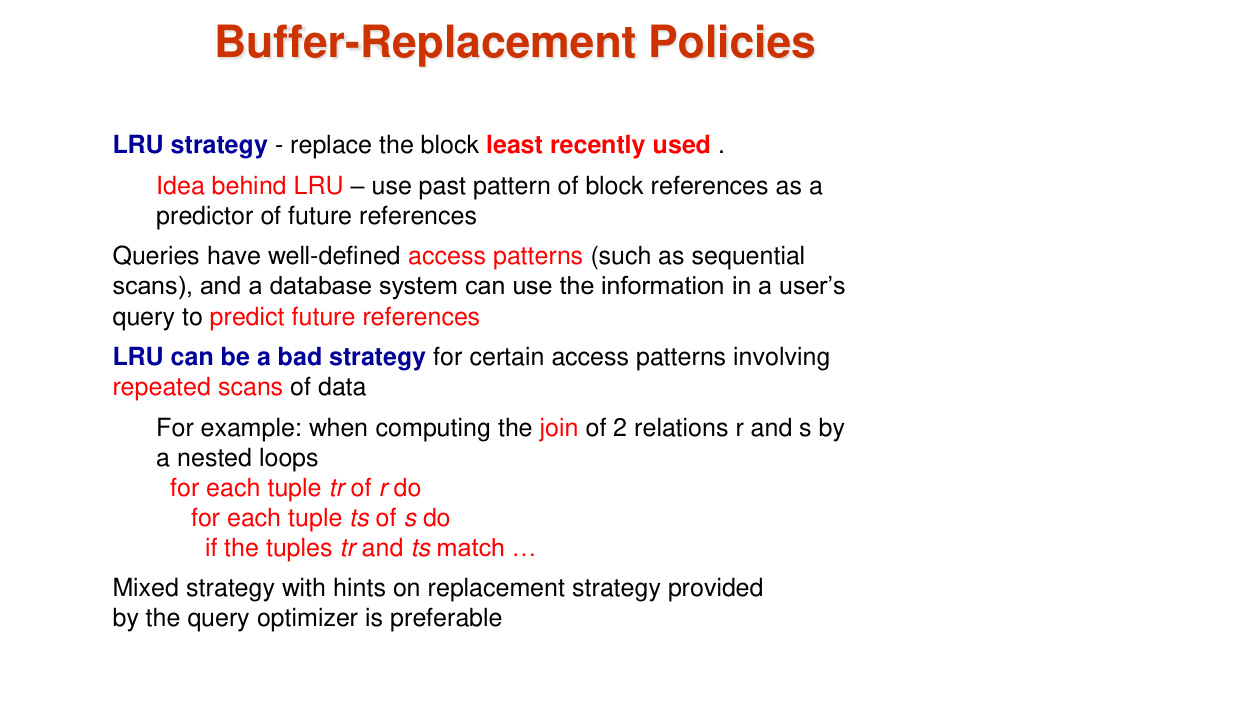 Buffer-Replacement Policies
LRU strategy - replace the block least recently used .
Idea behind LRU – use past pattern of block references as a
predictor of future references
Queries have well-defined access patterns (such as sequential
scans), and a database system can use the information in a user’s
query to predict future references
LRU can be a bad strategy for certain access patterns involving
repeated scans of data
For example: when computing the join of 2 relations r and s by
a nested loops
for each tuple tr of r do
for each tuple ts of s do
if the tuples tr and ts match …
Mixed strategy with hints on replacement strategy provided
by the query optimizer is preferable